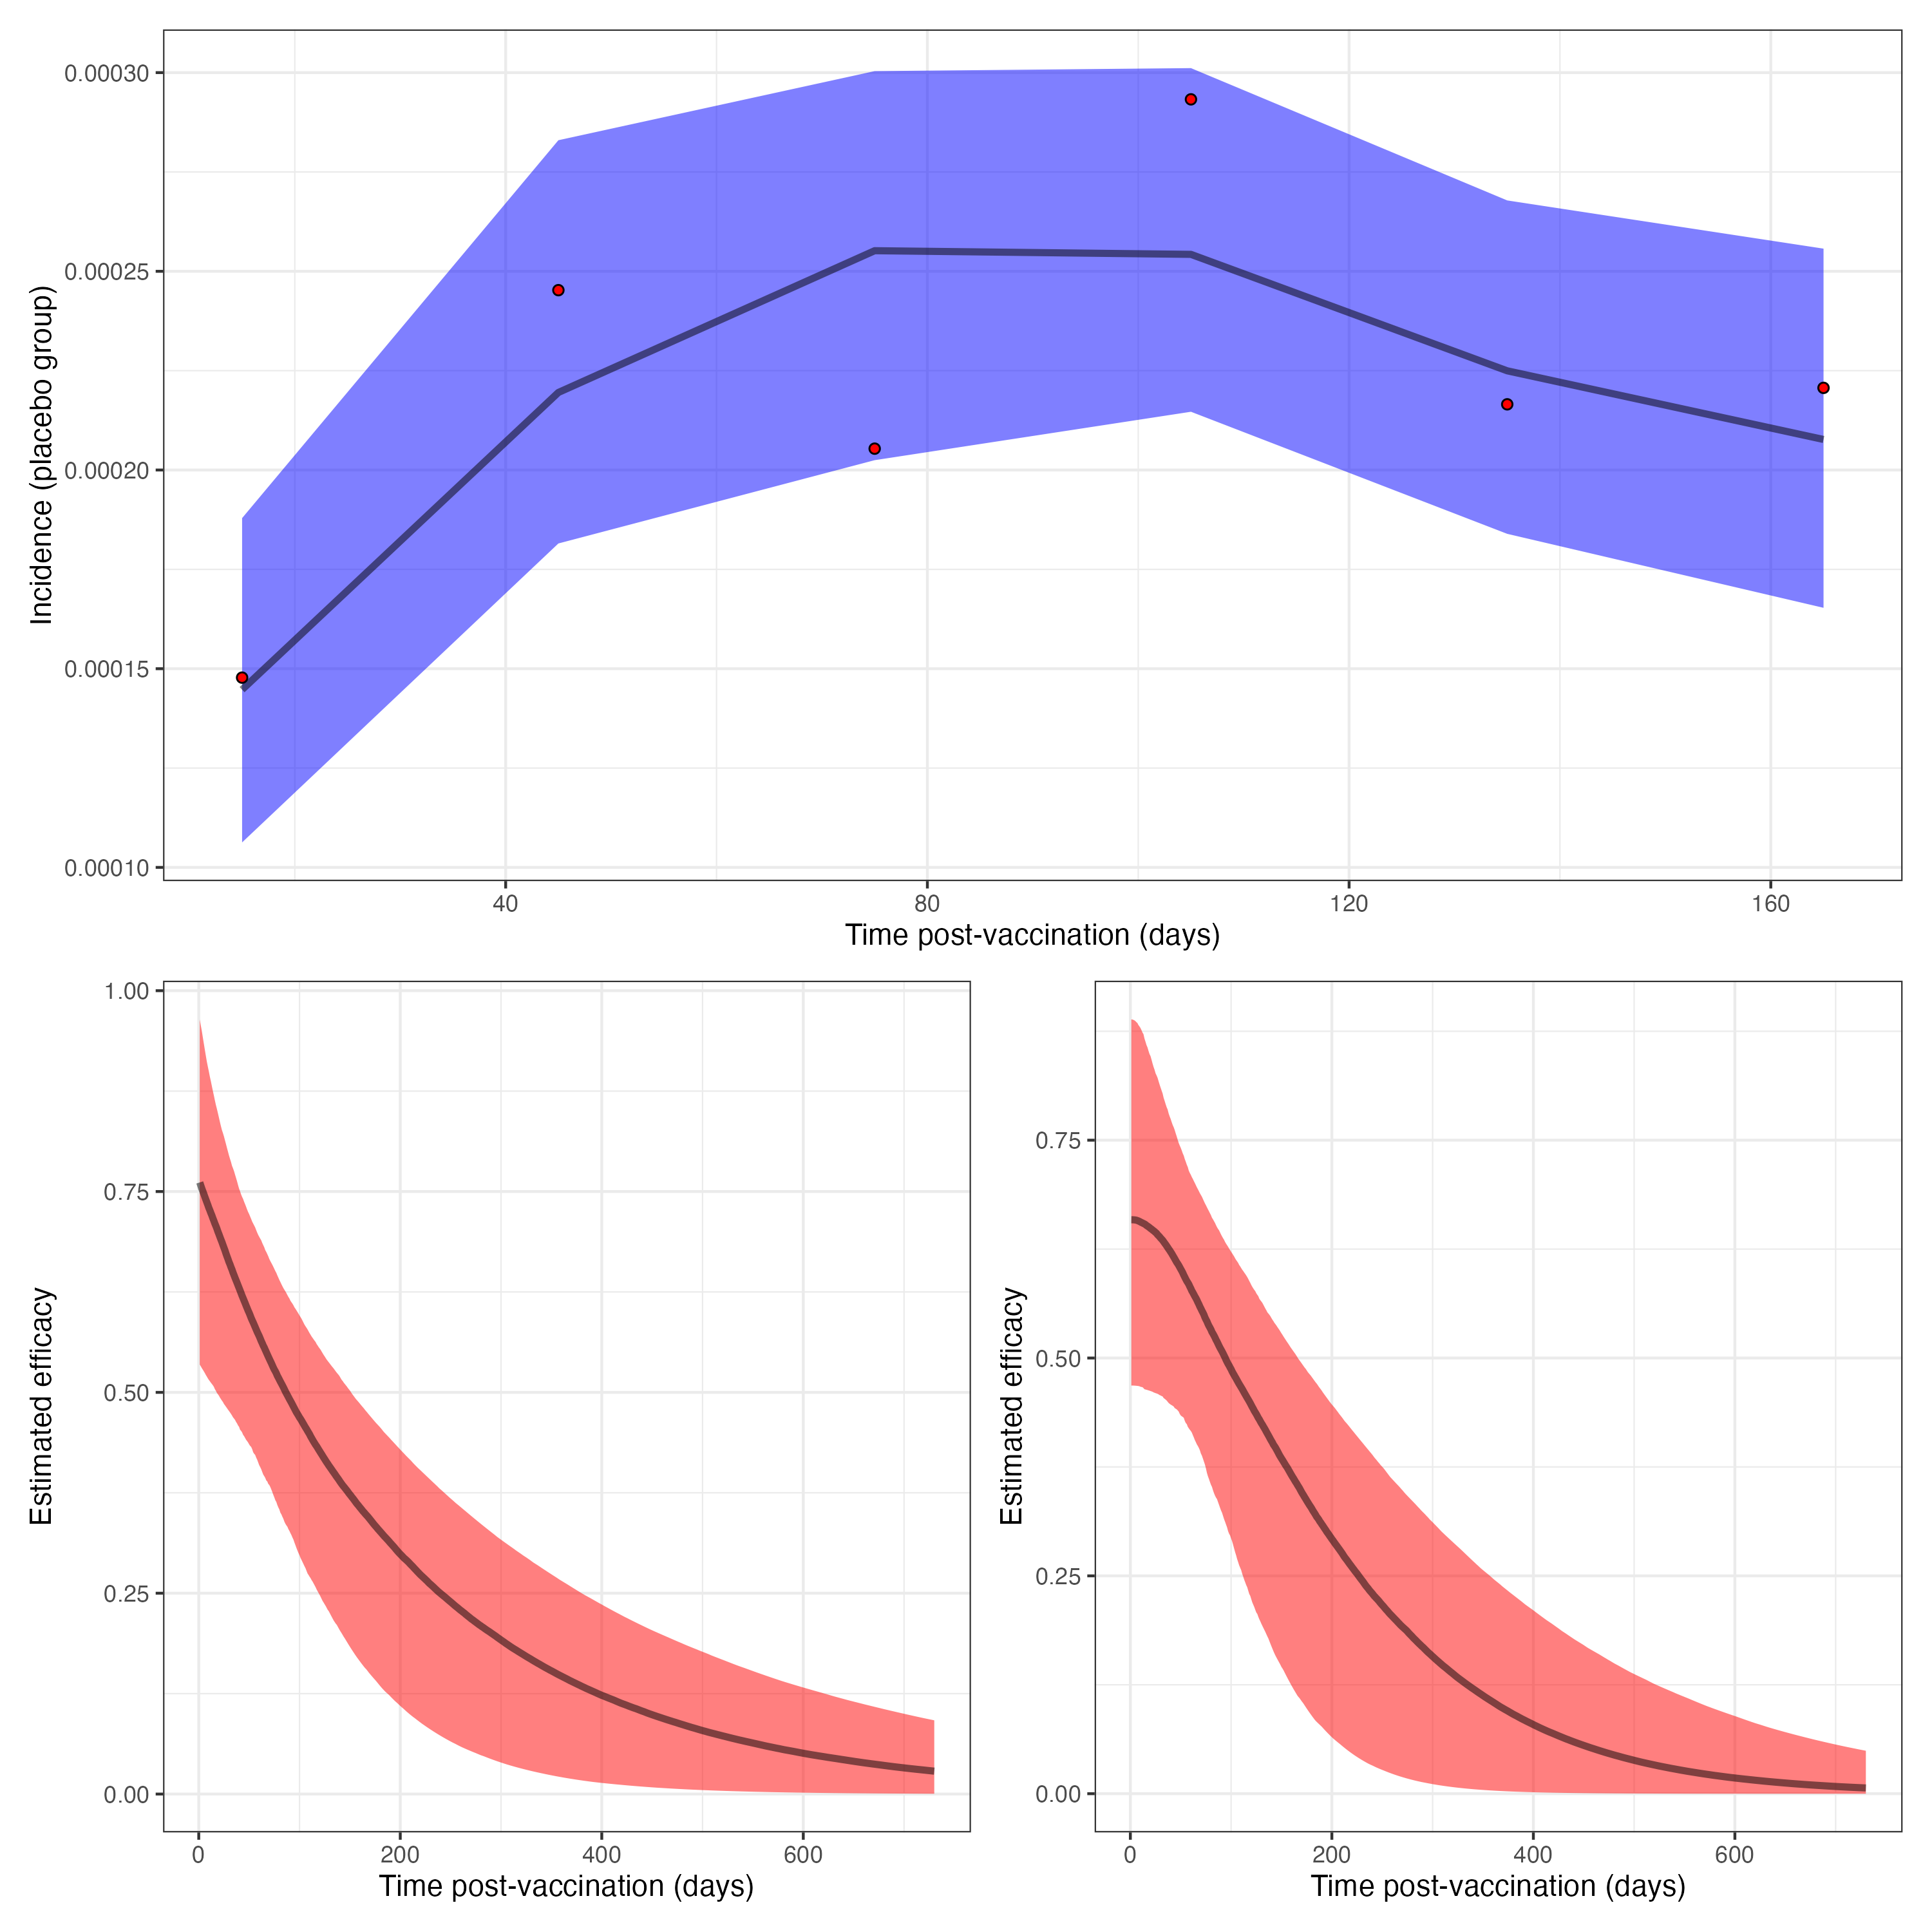 Incidence (placebo group)
0.00030
0.00025
0.00020
0.00015
0.00010
40 80 120 160
Time post-vaccination (days)
Estimated efficacy
1.00
0.75
0.50
0.25
0.00
0 200 400 600
Time post-vaccination (days)
Estimated efficacy
0.75
0.50
0.25
0.00
0 200 400 600
Time post-vaccination (days)